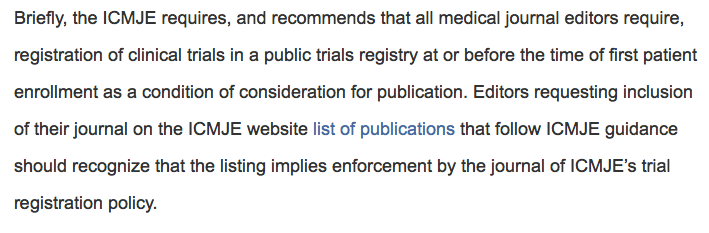 Briefly, the ICMJE requires, and recommends that all medical journal editors require,
registration of clinical trials in a public trials registry at or before the time of first patient
enrollment as a condition of consideration for publication. Editors requesting inclusion
of their journal on the ICMJE website list of publications that follow ICMJE guidance
should recognize that the listing implies enforcement by the journal of ICMJE’s trial
registration policy.